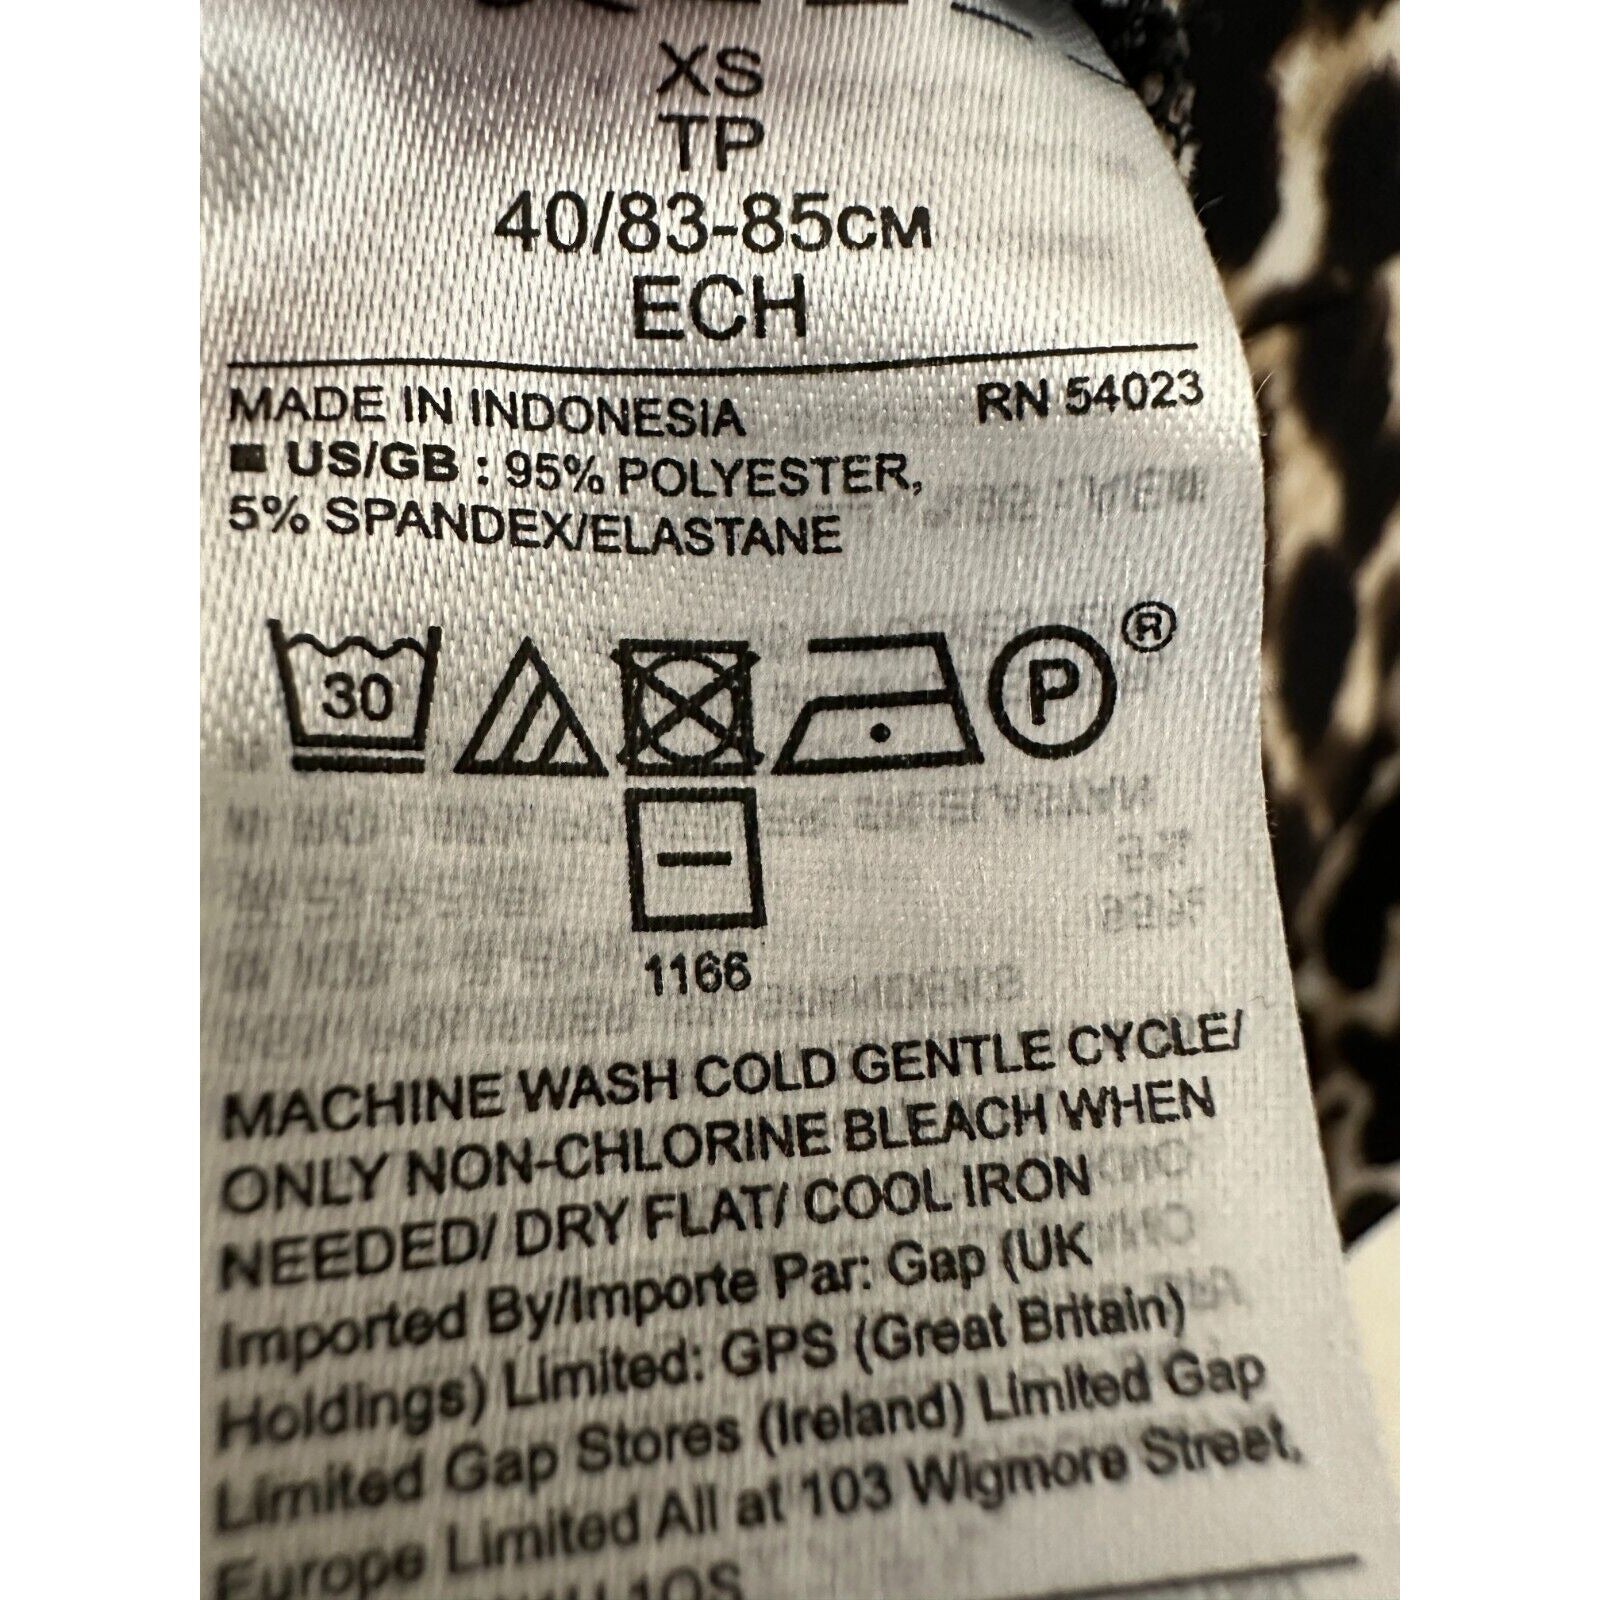 XS
TP
40/83-85CM
ECH
MADE IN INDONESIA RN 54023
US/GB : 95% POLYESTER,
5% SPANDEX/ELASTANE
30 P ®
1166
MACHINE WASH COLD GENTLE CYCLE/
ONLY NON-CHLORINE BLEACH WHEN
NEEDED/ DRY FLAT/ COOL IRON
Imported By/Importe Par: Gap (UK
Holdings) Limited: GPS (Great Britain)
Limited Gap Stores (Ireland) Limited Gap
Europe Limited All at 103 Wigmore Street,
1QS